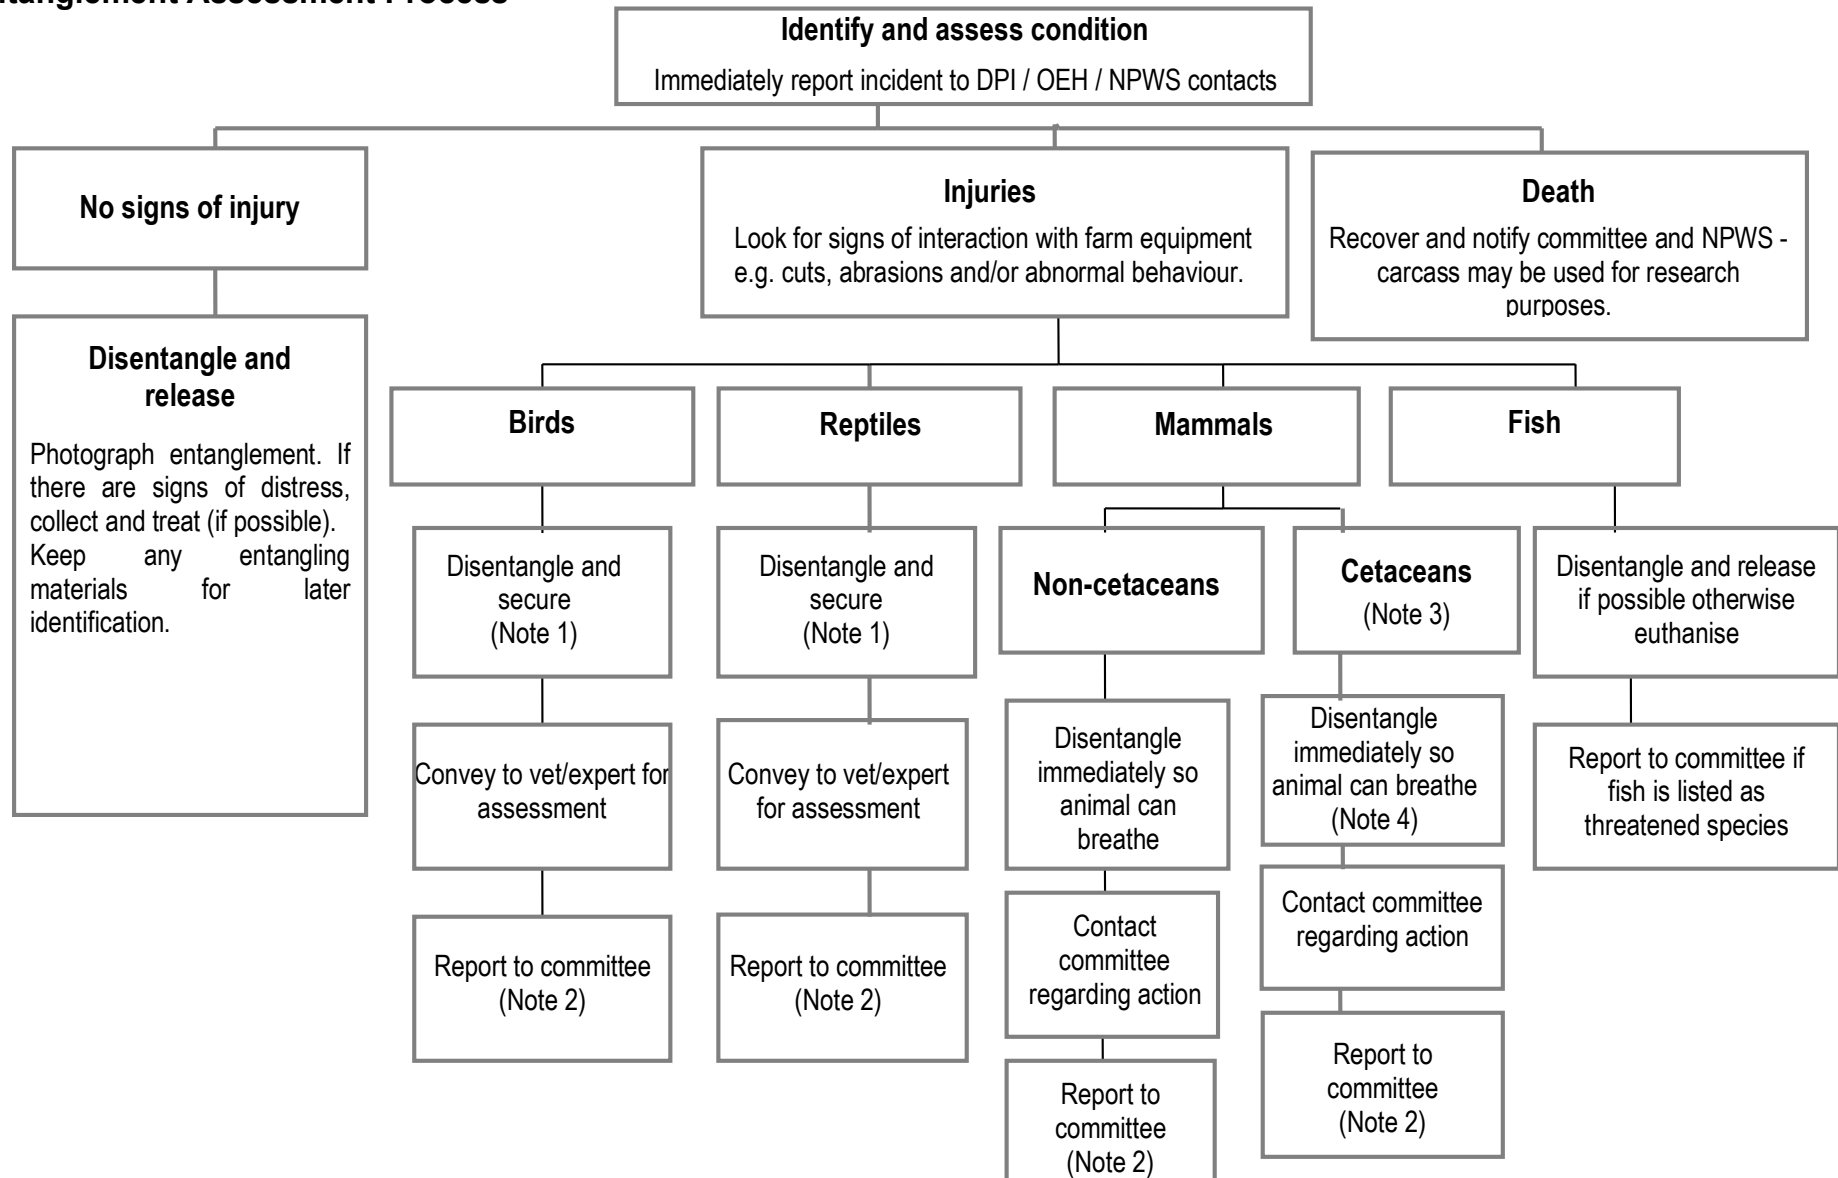 Entanglement Assessment Process
Identify and assess condition
Immediately report incident to DPI / OEH / NPWS contacts
No signs of injury
Disentangle and
release
Photograph entanglement. If
there are signs of distress,
collect and treat (if possible).
Keep any entangling
materials for later
identification.
Injuries
Look for signs of interaction with farm equipment
e.g. cuts, abrasions and/or abnormal behaviour.
Death
Recover and notify committee and NPWS -
carcass may be used for research
purposes.
Birds
Disentangle and
secure
(Note 1)
Convey to vet/expert for
assessment
Report to committee
(Note 2)
Reptiles
Disentangle and
secure
(Note 1)
Convey to vet/expert
for assessment
Report to committee
(Note 2)
Mammals
Non-cetaceans
Disentangle
immediately so
animal can
breathe
Contact
committee
regarding action
Report to
committee
(Note 2)
Cetaceans
(Note 3)
Disentangle
immediately so
animal can breathe
(Note 4)
Contact committee
regarding action
Report to
committee
(Note 2)
Fish
Disentangle and release
if possible otherwise
euthanise
Report to committee if
fish is listed as
threatened species